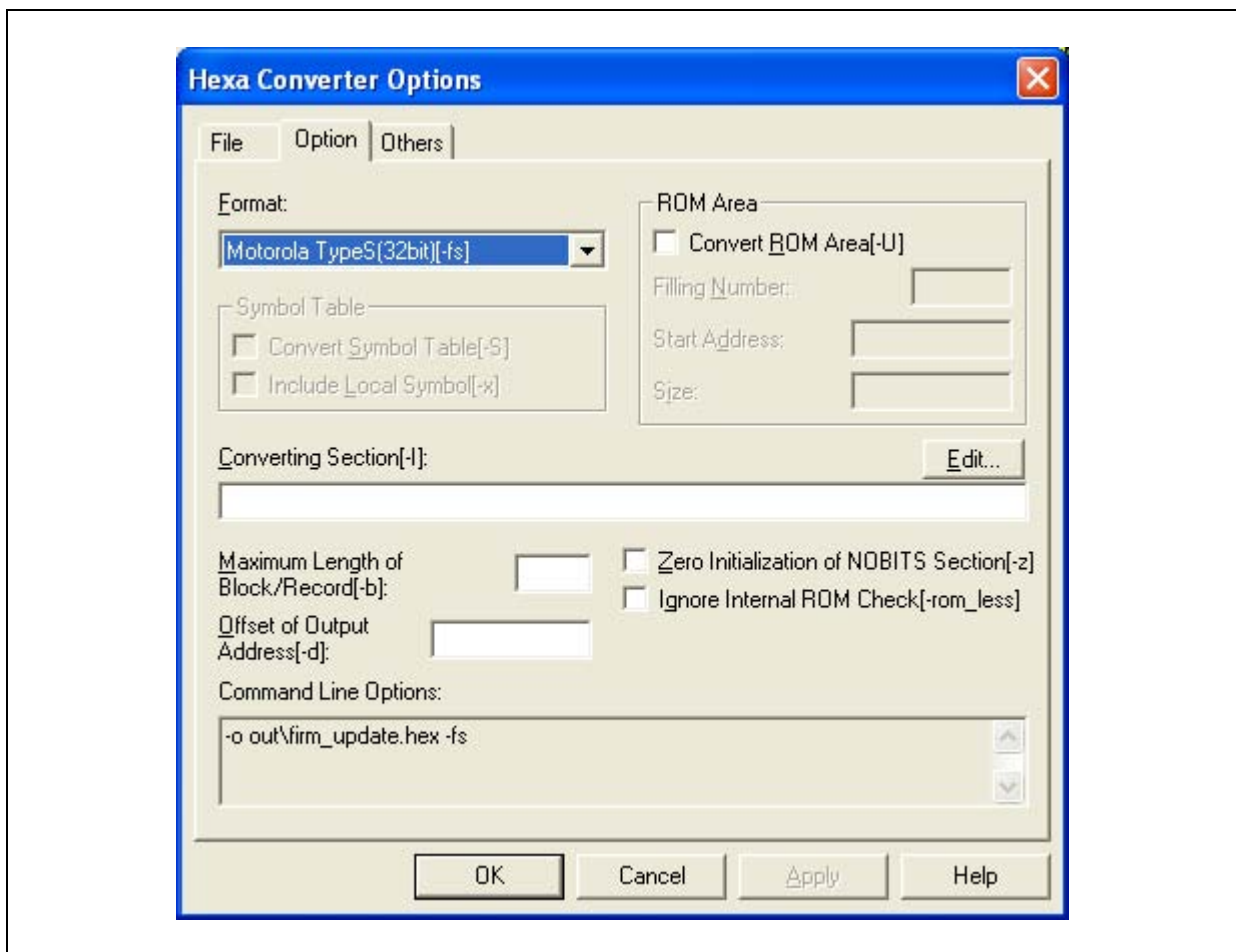 Hexa Converter Options
File Option Others
Format:
Motorola TypeS(32bit)[-fs]
Symbol Table
Convert Symbol Table[-S]
Include Local Symbol[-x]
ROM Area
Convert ROM Area[-U]
Filling Number:
Start Address:
Size:
Converting Section[-I]:
Edit...
Maximum Length of
Block/Record[-b]:
Offset of Output
Address[-d]:
Zero Initialization of NOBITS Section[-z]
Ignore Internal ROM Check[-rom_less]
Command Line Options:
-o out\firm_update.hex -fs
OK Cancel Apply Help